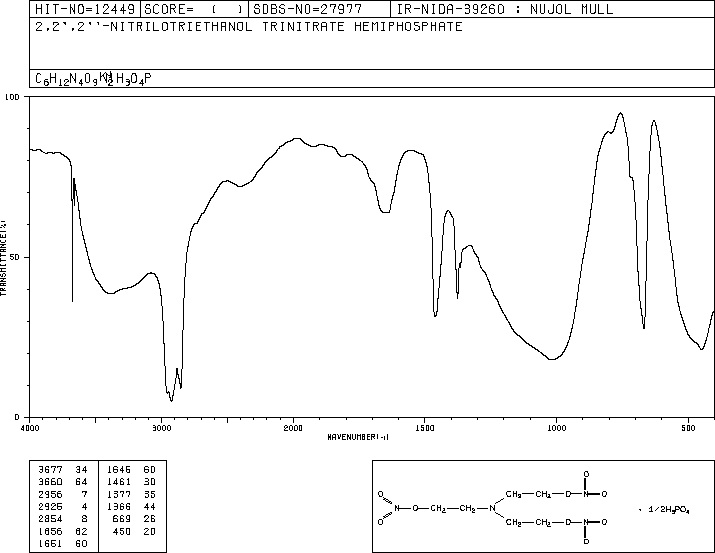 HIT-NO=12449 SCORE= ( ) SDBS-NO=27977 IR-NIDA-39260 : NUJOL MULL
2,2',2''-NITRILOTRIETHANOL TRINITRATE HEMIPHOSPHATE
100
50
0
TRANSMITTANCE(%)
4000 3000 2000 1500 1000 500
WAVENUMBER(-1)
3677 34 1646 60
3660 64 1461 30
2956 7 1377 35
2925 4 1366 44
2854 8 669 26
1656 62 450 20
1651 60
O O
CH2 CH2 O N O
O N O CH2 CH2 N
CH2 CH2 O N O
O
· 1/2H3PO4